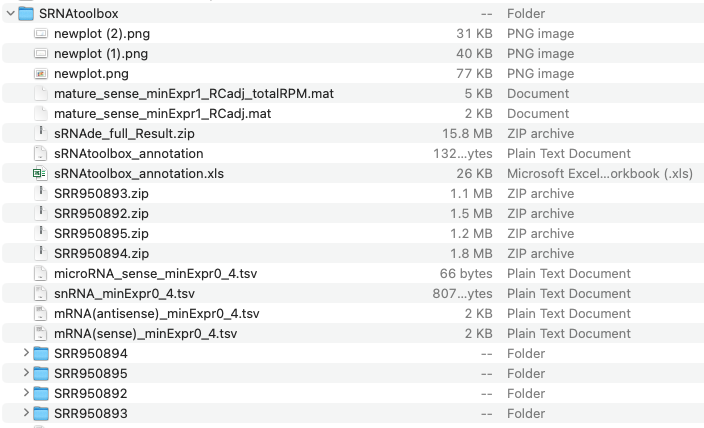 SRNAtoolbox -- Folder
newplot (2).png 31 KB PNG image
newplot (1).png 40 KB PNG image
newplot.png 77 KB PNG image
mature_sense_minExpr1_RCadj_totalRPM.mat 5 KB Document
mature_sense_minExpr1_RCadj.mat 2 KB Document
sRNAde_full_Result.zip 15.8 MB ZIP archive
sRNAtoolbox_annotation 132...ytes Plain Text Document
sRNAtoolbox_annotation.xls 26 KB Microsoft Excel...orkbook (.xls)
SRR950893.zip 1.1 MB ZIP archive
SRR950892.zip 1.5 MB ZIP archive
SRR950895.zip 1.2 MB ZIP archive
SRR950894.zip 1.8 MB ZIP archive
microRNA_sense_minExpr0_4.tsv 66 bytes Plain Text Document
snRNA_minExpr0_4.tsv 807...ytes Plain Text Document
mRNA(antisense)_minExpr0_4.tsv 2 KB Plain Text Document
mRNA(sense)_minExpr0_4.tsv 2 KB Plain Text Document
SRR950894 -- Folder
SRR950895 -- Folder
SRR950892 -- Folder
SRR950893 -- Folder